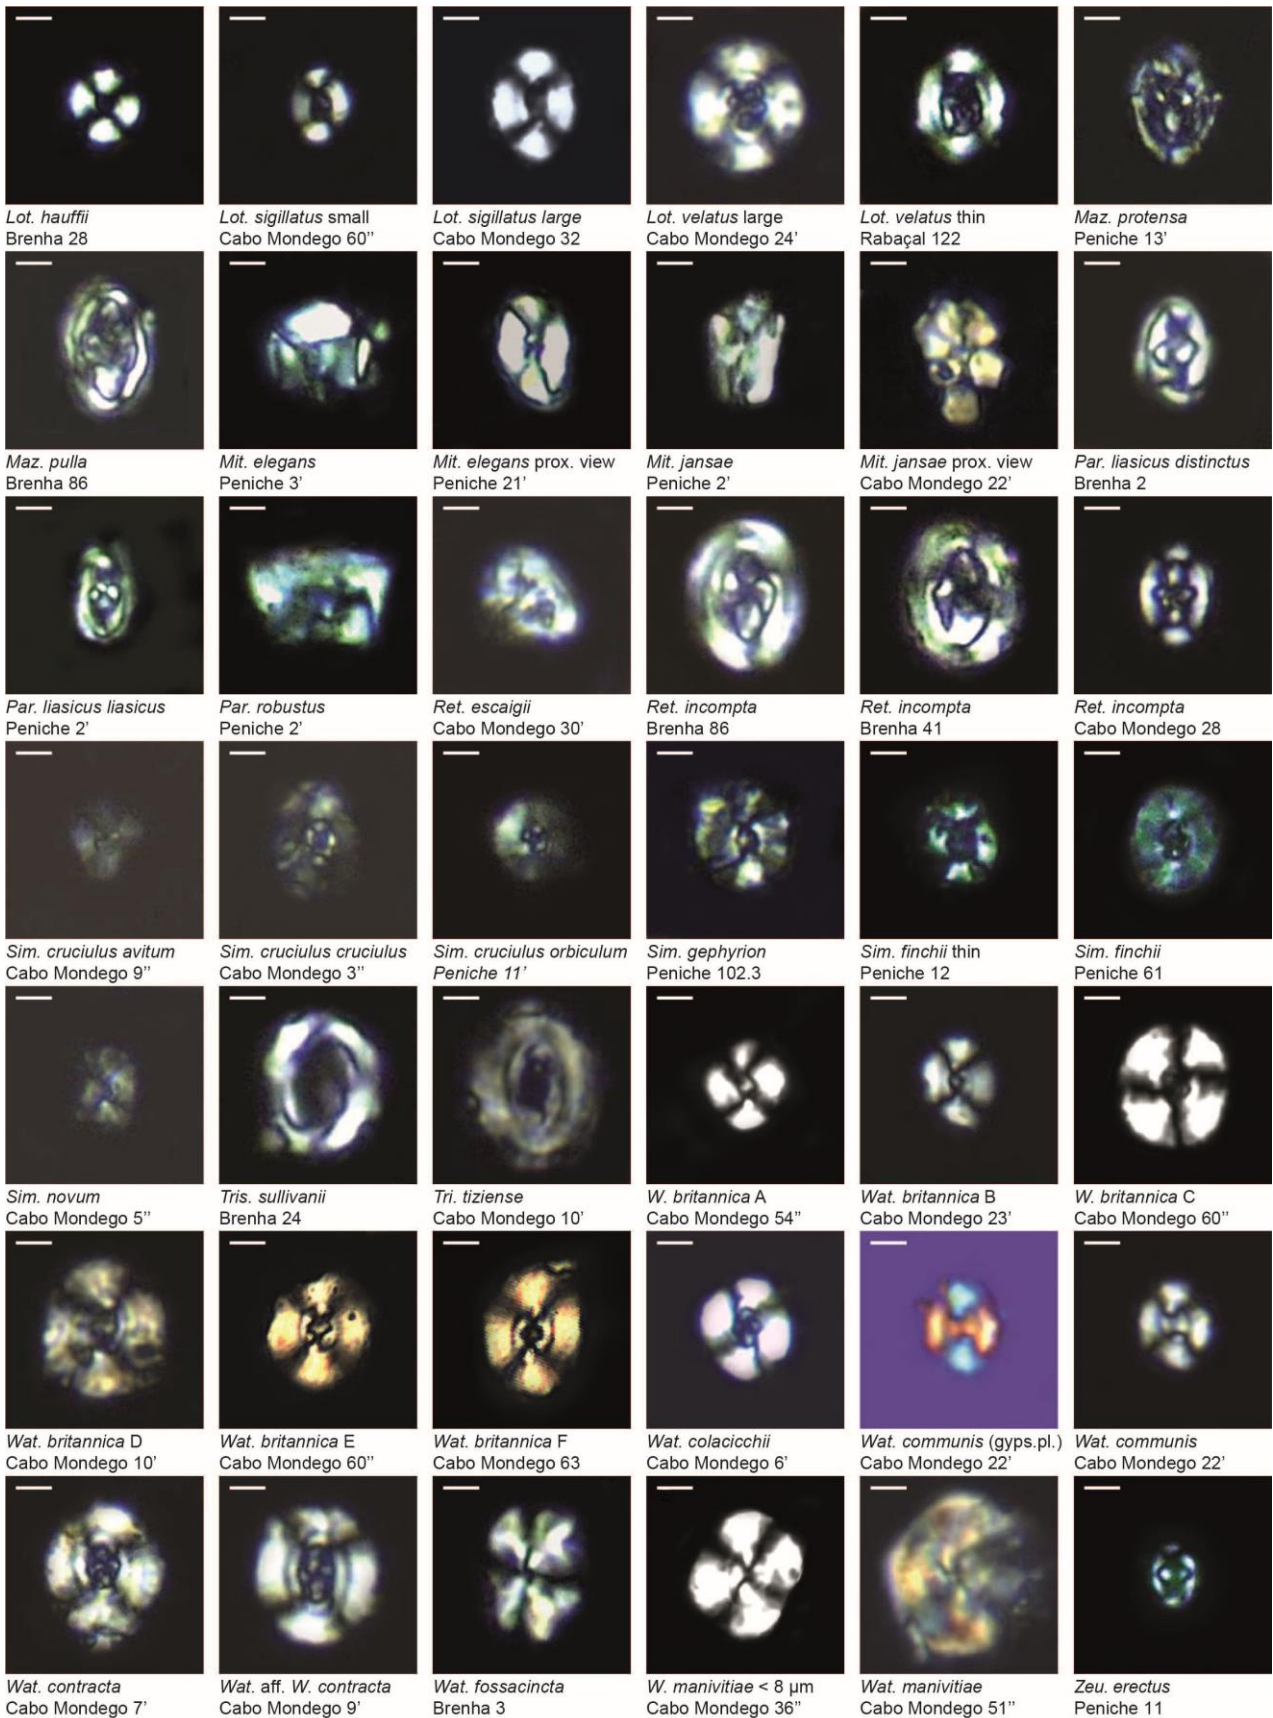 Lot. hauffii
Brenha 28
Lot. sigillatus small
Cabo Mondego 60’’
Lot. sigillatus large
Cabo Mondego 32
Lot. velatus large
Cabo Mondego 24’
Lot. velatus thin
Rabaçal 122
Maz. protensa
Peniche 13’
Maz. pulla
Brenha 86
Mit. elegans
Peniche 3’
Mit. elegans prox. view
Peniche 21’
Mit. jansae
Peniche 2’
Mit. jansae prox. view
Cabo Mondego 22’
Par. liasicus distinctus
Brenha 2
Par. liasicus liasicus
Peniche 2’
Par. robustus
Peniche 2’
Ret. escaigii
Cabo Mondego 30’
Ret. incompta
Brenha 86
Ret. incompta
Brenha 41
Ret. incompta
Cabo Mondego 28
Sim. cruciulus avitum
Cabo Mondego 9’’
Sim. cruciulus cruciulus
Cabo Mondego 3’’
Sim. cruciulus orbiculum
Peniche 11’
Sim. gephyrion
Peniche 102.3
Sim. finchii thin
Peniche 12
Sim. finchii
Peniche 61
Sim. novum
Cabo Mondego 5’’
Tris. sullivanii
Brenha 24
Tri. tiziense
Cabo Mondego 10’
W. britannica A
Cabo Mondego 54’’
Wat. britannica B
Cabo Mondego 23’
W. britannica C
Cabo Mondego 60’’
Wat. britannica D
Cabo Mondego 10’
Wat. britannica E
Cabo Mondego 60’’
Wat. britannica F
Cabo Mondego 63
Wat. colacicchii
Cabo Mondego 6’
Wat. communis (gyps.pl.)
Cabo Mondego 22’
Wat. communis
Cabo Mondego 22’
Wat. contracta
Cabo Mondego 7’
Wat. aff. W. contracta
Cabo Mondego 9’
Wat. fossacincta
Brenha 3
W. manivitiae < 8 µm
Cabo Mondego 36’’
Wat. manivitiae
Cabo Mondego 51’’
Zeu. erectus
Peniche 11